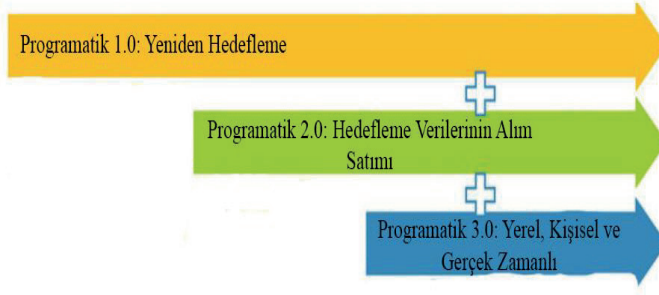 Programatik 1.0: Yeniden Hedefleme
Programatik 2.0: Hedefleme Verilerinin Alım
Satımı
Programatik 3.0: Yerel, Kişisel ve
Gerçek Zamanlı